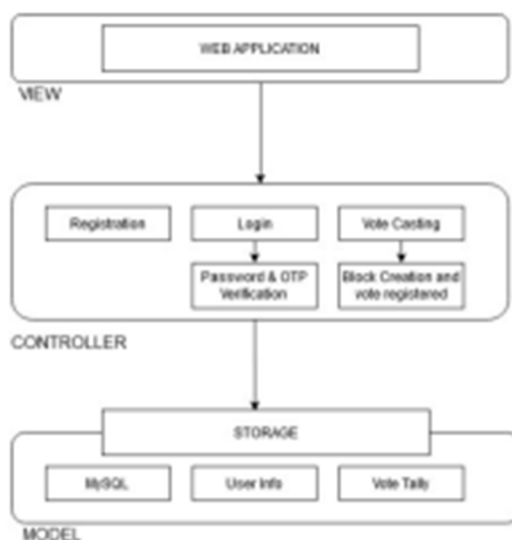 WEB APPLICATION
VIEW
Registration
Login
Vote Casting
Password & OTP
Verification
Block Creation and
vote registered
CONTROLLER
STORAGE
MySQL
User Info
Vote Tally
MODEL